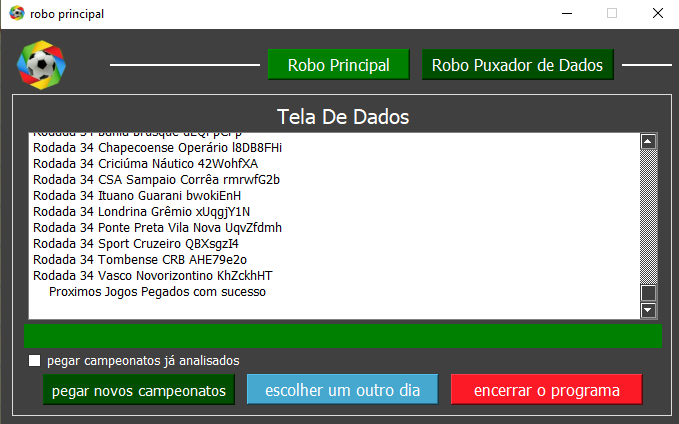 robo principal
Robo Principal
Robo Puxador de Dados
Tela De Dados
Rodada 34 Bahia Brusque
Rodada 34 Chapecoense Operário l8DB8FHi
Rodada 34 Criciúma Náutico 42WohfXA
Rodada 34 CSA Sampaio Corrêa rmrwfG2b
Rodada 34 Ituano Guarani bwokiEnH
Rodada 34 Londrina Grêmio xUqgjY1N
Rodada 34 Ponte Preta Vila Nova UqvZfdmh
Rodada 34 Sport Cruzeiro QBXsgzI4
Rodada 34 Tombense CRB AHE79e2o
Rodada 34 Vasco Novorizontino KhZckhHT
Proximos Jogos Pegados com sucesso
pegar campeonatos já analisados
pegar novos campeonatos
escolher um outro dia
encerrar o programa